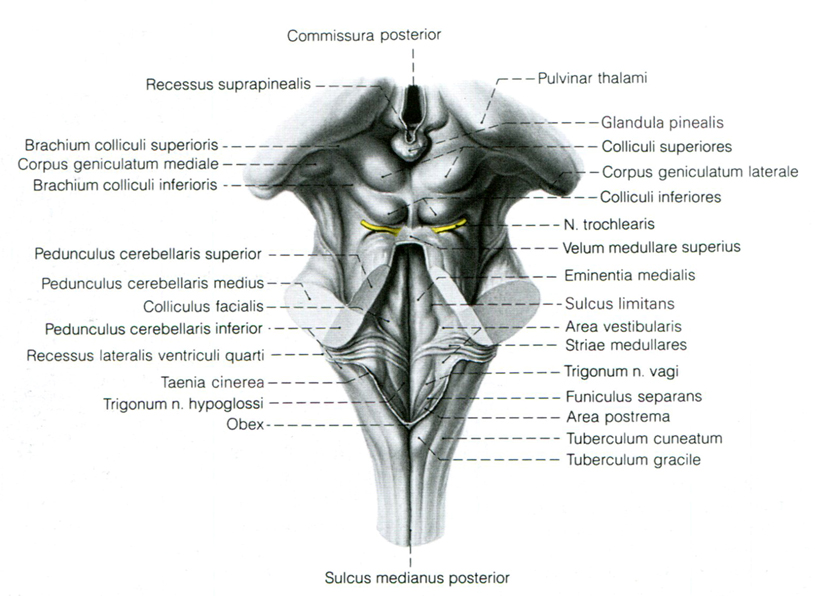 Commissura posterior
Recessus suprapinealis
Pulvinar thalami
Glandula pinealis
Brachium colliculi superioris
Colliculi superiores
Corpus geniculatum mediale
Corpus geniculatum laterale
Brachium colliculi inferioris
Colliculi inferiores
N. trochlearis
Velum medullare superius
Pedunculus cerebellaris superior
Eminentia medialis
Pedunculus cerebellaris medius
Sulcus limitans
Colliculus facialis
Area vestibularis
Pedunculus cerebellaris inferior
Striae medullares
Recessus lateralis ventriculi quarti
Trigonum n. vagi
Taenia cinerea
Funiculus separans
Trigonum n. hypoglossi
Area postrema
Obex
Tuberculum cuneatum
Tuberculum gracile
Sulcus medianus posterior